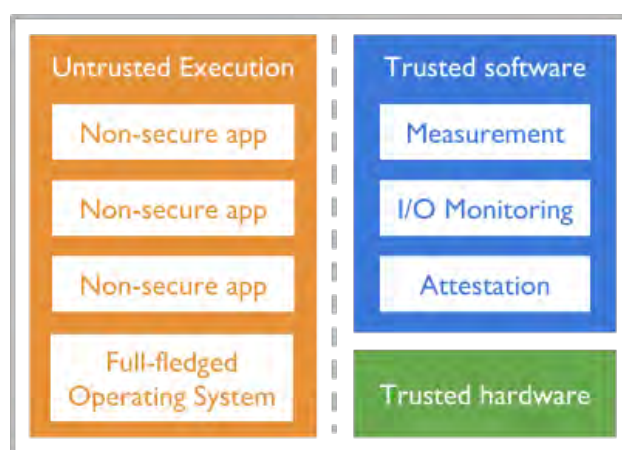 Untrusted Execution
Non-secure app
Non-secure app
Non-secure app
Full-fledged
Operating System
Trusted software
Measurement
I/O Monitoring
Attestation
Trusted hardware